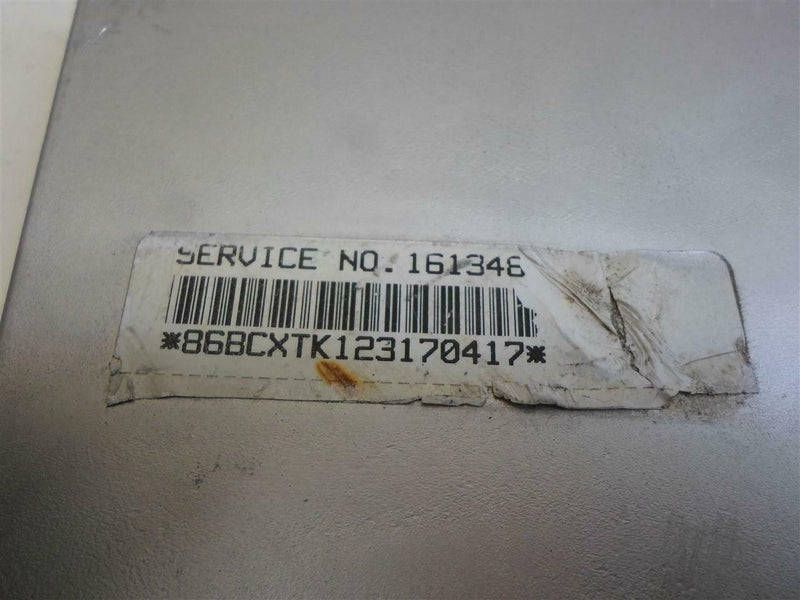 SERVICE NO. 161346
*86BCXTK123170417*